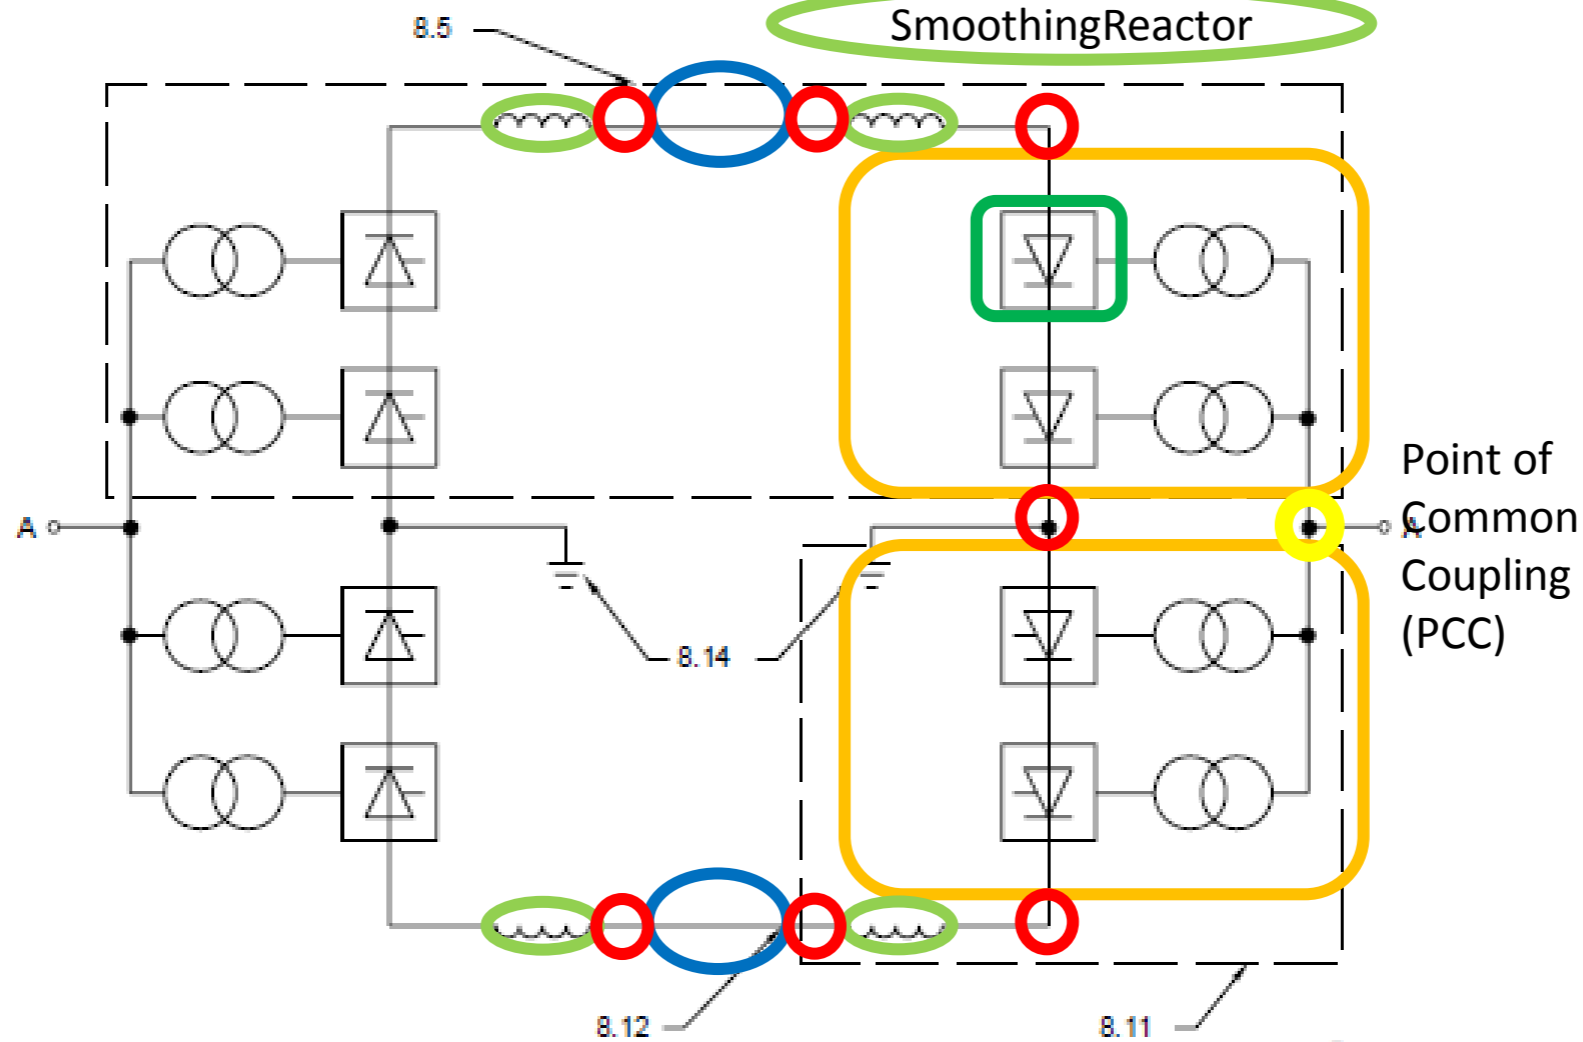 8.5
SmoothingReactor
Point of
Common
Coupling
(PCC)
A
A
8.14
8.12
8.11